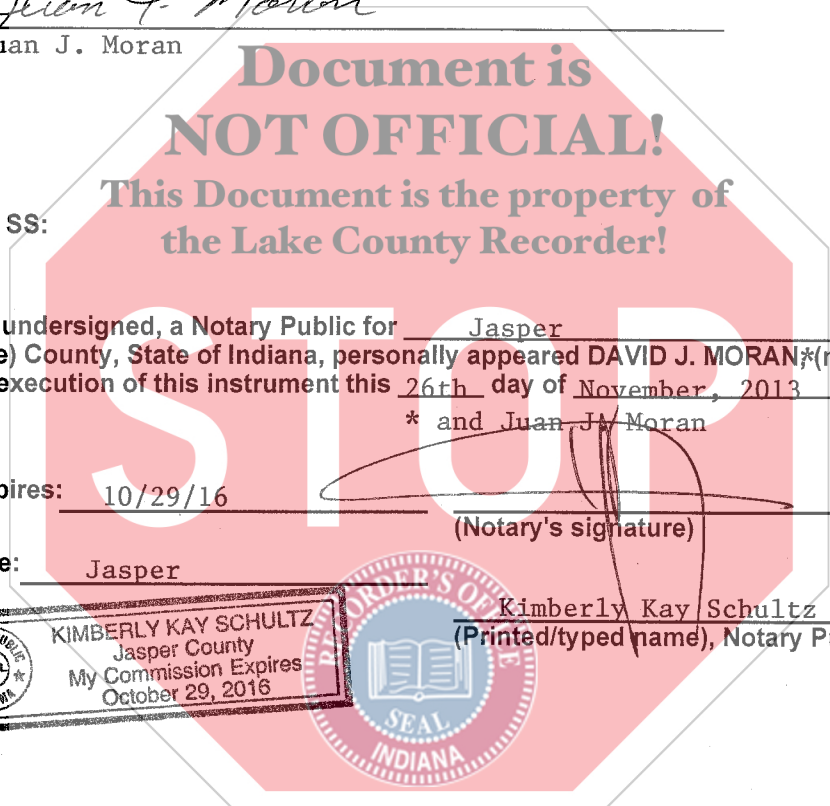 Juan J. Moran
uan J. Moran
Document is
NOT OFFICIAL!
This Document is the property of
the Lake County Recorder!
SS:
undersigned, a Notary Public for Jasper
e) County, State of Indiana, personally appeared DAVID J. MORAN,*(
execution of this instrument this 26th day of November, 2013
* and Juan J. Moran
STOP
pires: 10/29/16
(Notary's signature)
e: Jasper
Kimberly Kay Schultz
(Printed/typed name), Notary P
KIMBERLY KAY SCHULTZ
Jasper County
My Commission Expires
October 29, 2016
RECORDER'S OFFICE
SEAL
INDIANA